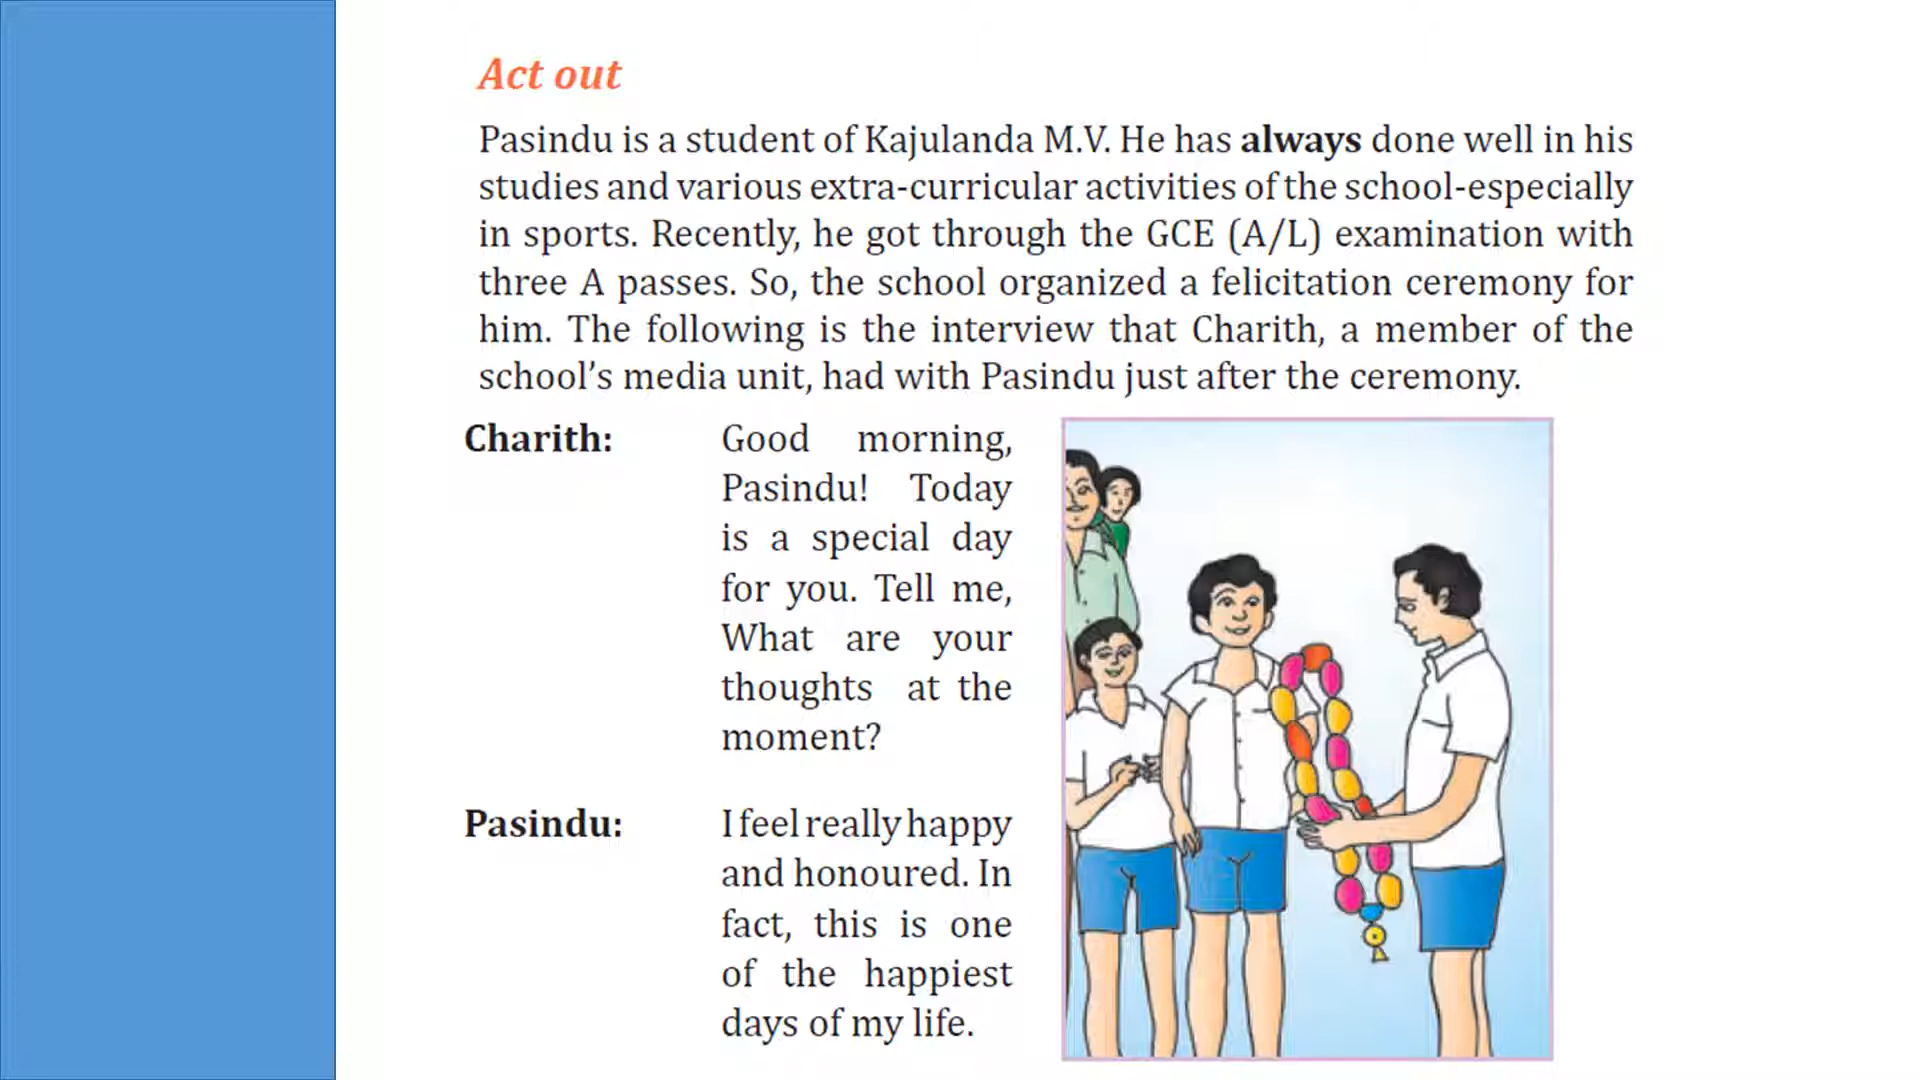 Act out
Pasindu is a student of Kajulanda M.V. He has always done well in his
studies and various extra-curricular activities of the school-especially
in sports. Recently, he got through the GCE (A/L) examination with
three A passes. So, the school organized a felicitation ceremony for
him. The following is the interview that Charith, a member of the
school’s media unit, had with Pasindu just after the ceremony.
Charith: Good morning,
Pasindu! Today
is a special day
for you. Tell me,
What are your
thoughts at the
moment?
Pasindu: I feel really happy
and honoured. In
fact, this is one
of the happiest
days of my life.